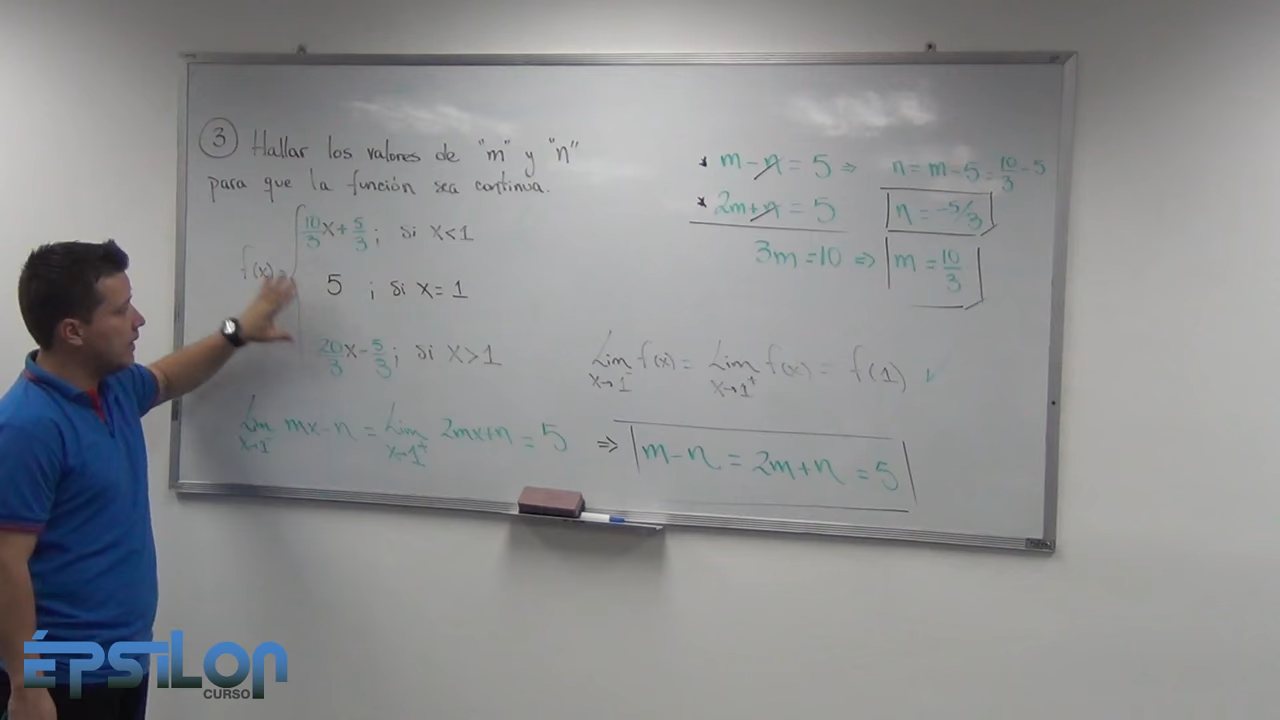 3 Hallar los valores de "m" y "n"
para que la función sea continua.
f(x) =
10/3 x + 5/3 ; si x < 1
5 ; si x = 1
20/3 x - 5/3 ; si x > 1
Lim x→1⁻ mx - n = Lim x→1⁺ 2mx+n = 5 ⇒ m - n = 2m + n = 5
* m - n = 5 ⇒ n = m - 5 = 10/3 - 5
* 2m + n = 5 n = -5/3
3m = 10 ⇒ m = 10/3
Lim x→1⁻ f(x) = Lim x→1⁺ f(x) = f(1) ✓
ÉPSILON
CURSO